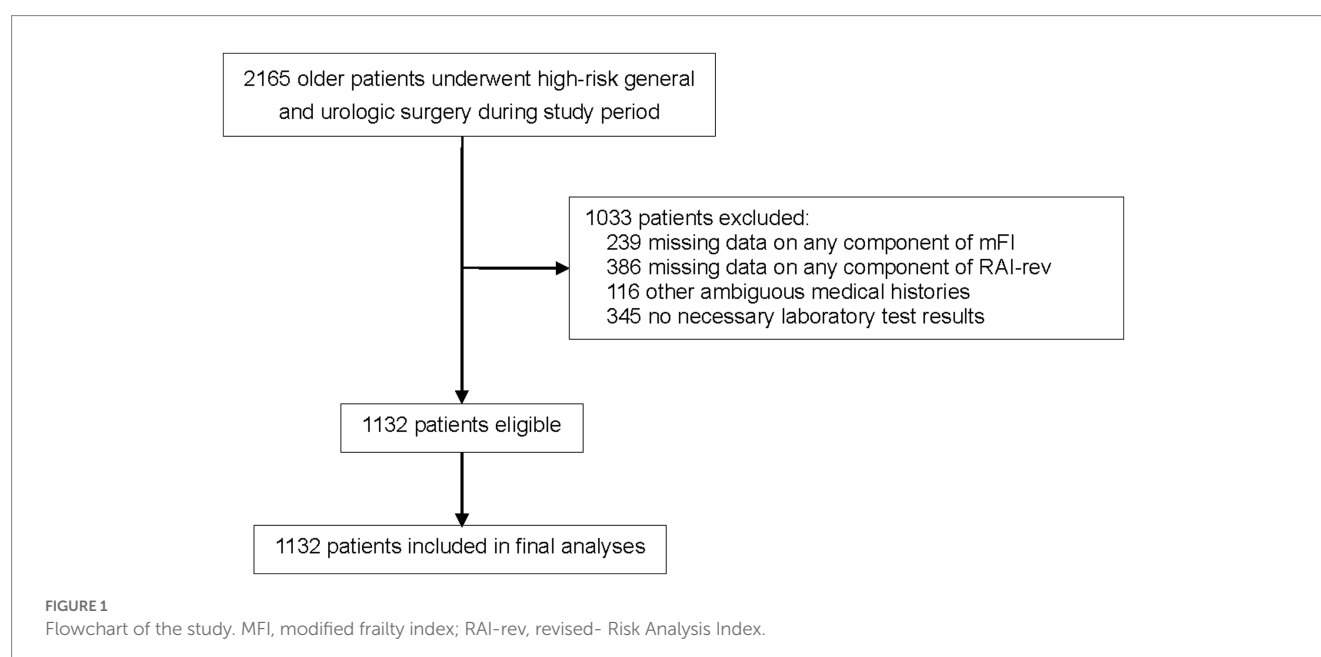 2165 older patients underwent high-risk general
and urologic surgery during study period
1033 patients excluded:
239 missing data on any component of mFI
386 missing data on any component of RAI-rev
116 other ambiguous medical histories
345 no necessary laboratory test results
1132 patients eligible
1132 patients included in final analyses
FIGURE 1
Flowchart of the study. MFI, modified frailty index; RAI-rev, revised- Risk Analysis Index.